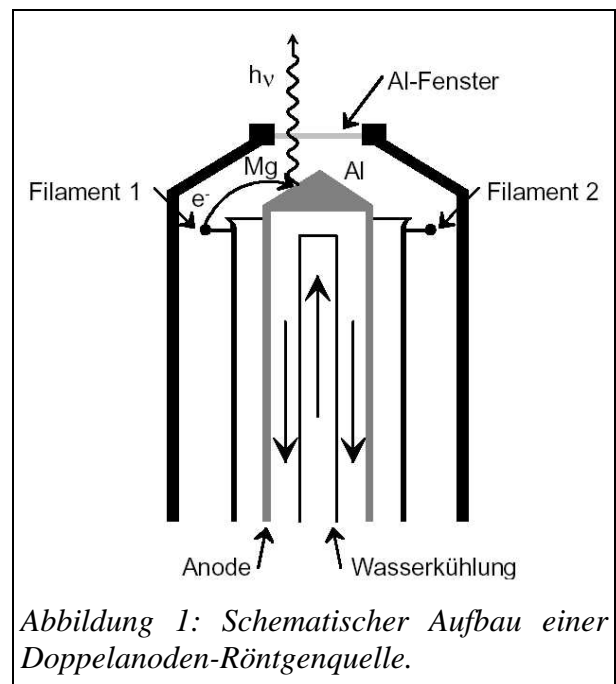 hν
Al-Fenster
Mg
Al
Filament 1
e-
Filament 2
Anode
Wasserkühlung
Abbildung 1: Schematischer Aufbau einer
Doppelanoden-Röntgenquelle.